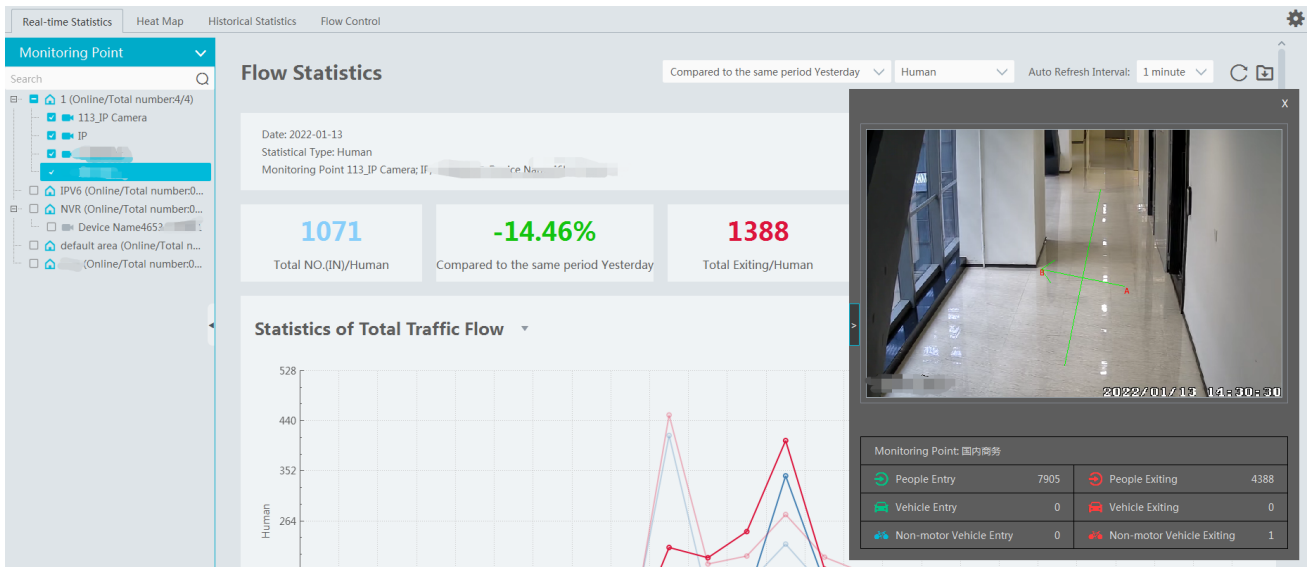 Real-time Statistics Heat Map Historical Statistics Flow Control
Monitoring Point
Search
1 (Online/Total number:4/4)
113_IP Camera
IP
IPV6 (Online/Total number:0...
NVR (Online/Total number:0...
Device Name4653
default area (Online/Total n...
(Online/Total number:0...
Flow Statistics
Compared to the same period Yesterday Human Auto Refresh Interval: 1 minute
Date: 2022-01-13
Statistical Type: Human
Monitoring Point 113_IP Camera; IP,
1071 -14.46% 1388
Total NO.(IN)/Human Compared to the same period Yesterday Total Exiting/Human
Statistics of Total Traffic Flow
528
440
352
264
Human
X
B
A
2022/01/13 14:30:30
>
Monitoring Point: 国内商务
People Entry 7905 People Exiting 4388
Vehicle Entry 0 Vehicle Exiting 0
Non-motor Vehicle Entry 0 Non-motor Vehicle Exiting 1